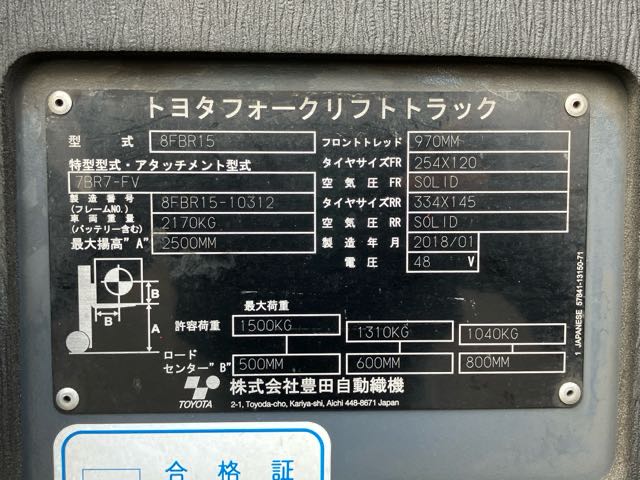 トヨタフォークリフトトラック
型 式 8FBR15
特型型式・アタッチメント型式
7BR7-FV
製造番号(フレームNO.) 8FBR15-10312
車両重量(バッテリー含む) 2170KG
最大揚高"A" 2500MM
フロントトレッド 970MM
タイヤサイズFR 254X120
空気圧FR SOLID
タイヤサイズRR 334X145
空気圧RR SOLID
製造年月 2018/01
電圧 48 V
B
B
A
最大荷重
許容荷重 1500KG 1310KG 1040KG
ロード
センター"B" 500MM 600MM 800MM
TOYOTA
株式会社豊田自動織機
2-1, Toyoda-cho, Kariya-shi, Aichi 448-8671 Japan
1 JAPANESE 57841-13150-71
合格証